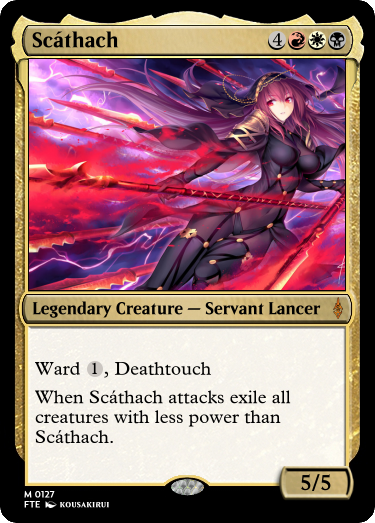 Scáthach 4
Legendary Creature — Servant Lancer
Ward 1, Deathtouch
When Scáthach attacks exile all
creatures with less power than
Scáthach.
5/5
M 0127
FTE KOUSAKIRUI